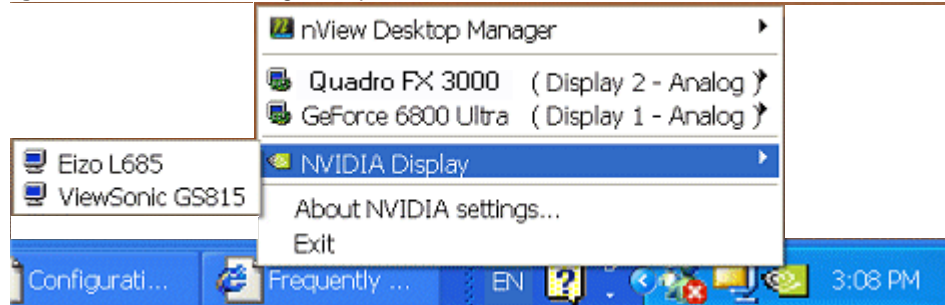 nView Desktop Manager
Quadro FX 3000 ( Display 2 - Analog )
GeForce 6800 Ultra ( Display 1 - Analog )
NVIDIA Display
Eizo L685
ViewSonic GS815
About NVIDIA settings...
Exit
Configurati...
Frequently ...
EN
3:08 PM